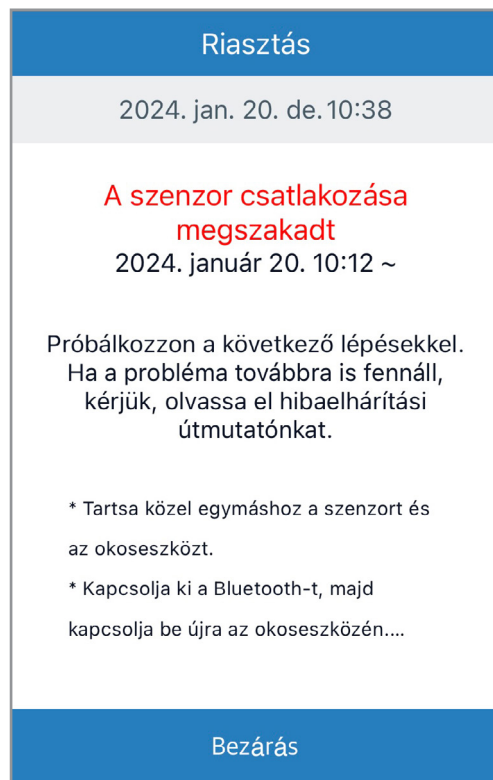 Riasztás
2024. jan. 20. de. 10:38
A szenzor csatlakozása
megszakadt
2024. január 20. 10:12 ~
Próbálkozzon a következő lépésekkel.
Ha a probléma továbbra is fennáll,
kérjük, olvassa el hibaelhárítási
útmutatónkat.
* Tartsa közel egymáshoz a szenzort és
az okoseszközt.
* Kapcsolja ki a Bluetooth-t, majd
kapcsolja be újra az okoseszközén....
Bezárás